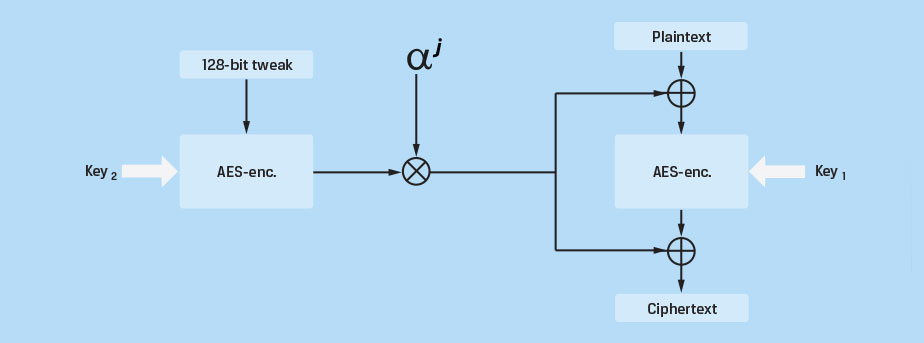 Plaintext
128-bit tweak
α^j
Key 2
AES-enc.
AES-enc.
Key 1
Ciphertext